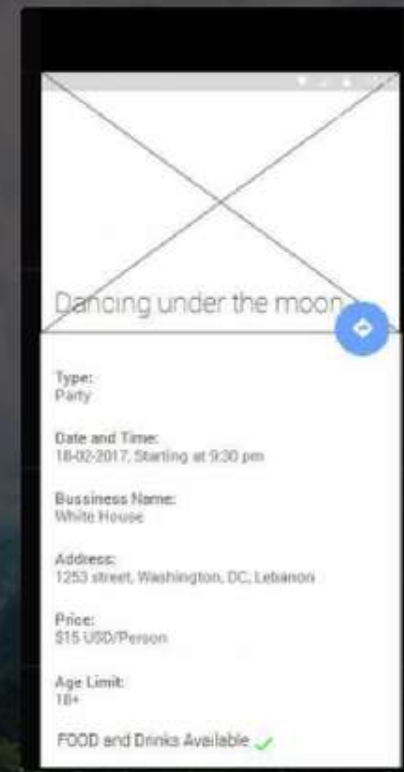 Dancing under the moon
Type:
Party
Date and Time:
18-02-2017, Starting at 9:30 pm
Bussiness Name:
White House
Address:
1253 street, Washington, DC, Lebanon
Price:
$15 USD/Person
Age Limit:
18+
FOOD and Drinks Available